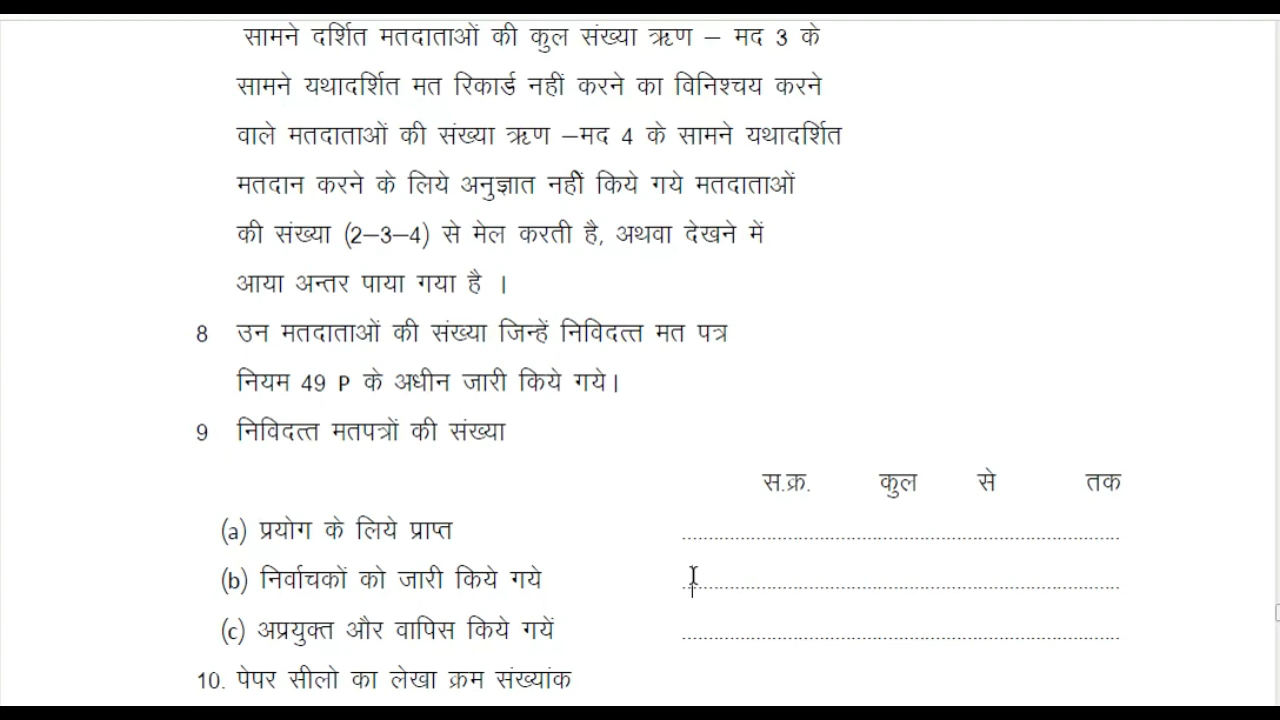 सामने दर्शित मतदाताओं की कुल संख्या ऋण – मद 3 के
सामने यथादर्शित मत रिकार्ड नहीं करने का विनिश्चय करने
वाले मतदाताओं की संख्या ऋण –मद 4 के सामने यथादर्शित
मतदान करने के लिये अनुज्ञात नहीं किये गये मतदाताओं
की संख्या (2–3–4) से मेल करती है, अथवा देखने में
आया अन्तर पाया गया है ।
8 उन मतदाताओं की संख्या जिन्हें निविदत्त मत पत्र
नियम 49 P के अधीन जारी किये गये।
9 निविदत्त मतपत्रों की संख्या
स.क्र. कुल से तक
(a) प्रयोग के लिये प्राप्त ..........
(b) निर्वाचकों को जारी किये गये ..........
(c) अप्रयुक्त और वापिस किये गयें ..........
10. पेपर सीलो का लेखा क्रम संख्यांक